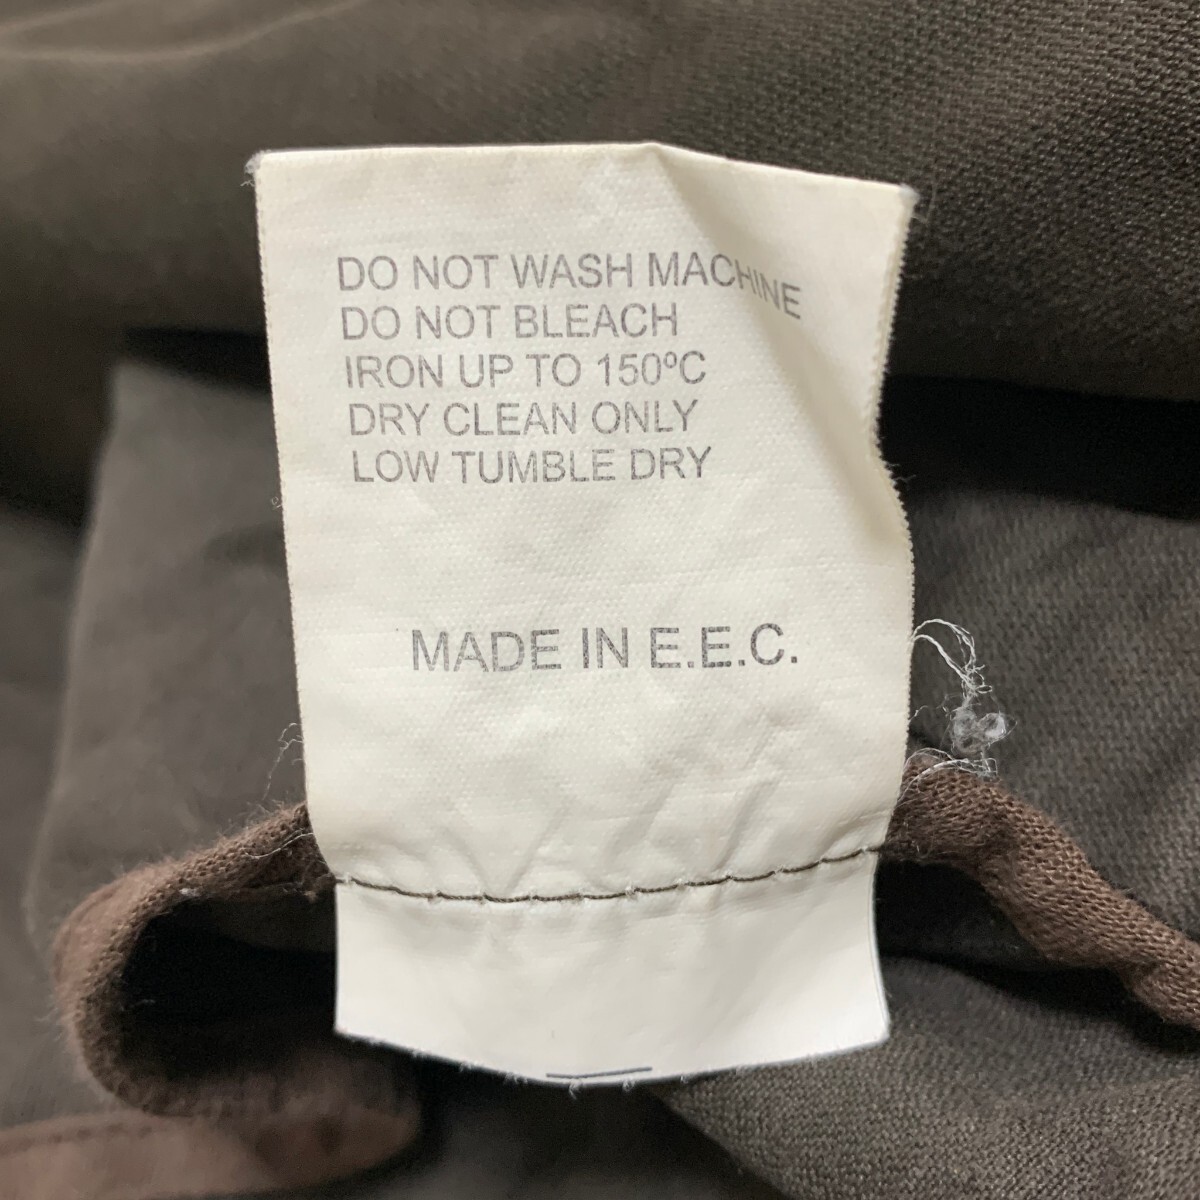 DO NOT WASH MACHINE
DO NOT BLEACH
IRON UP TO 150ºC
DRY CLEAN ONLY
LOW TUMBLE DRY
MADE IN E.E.C.